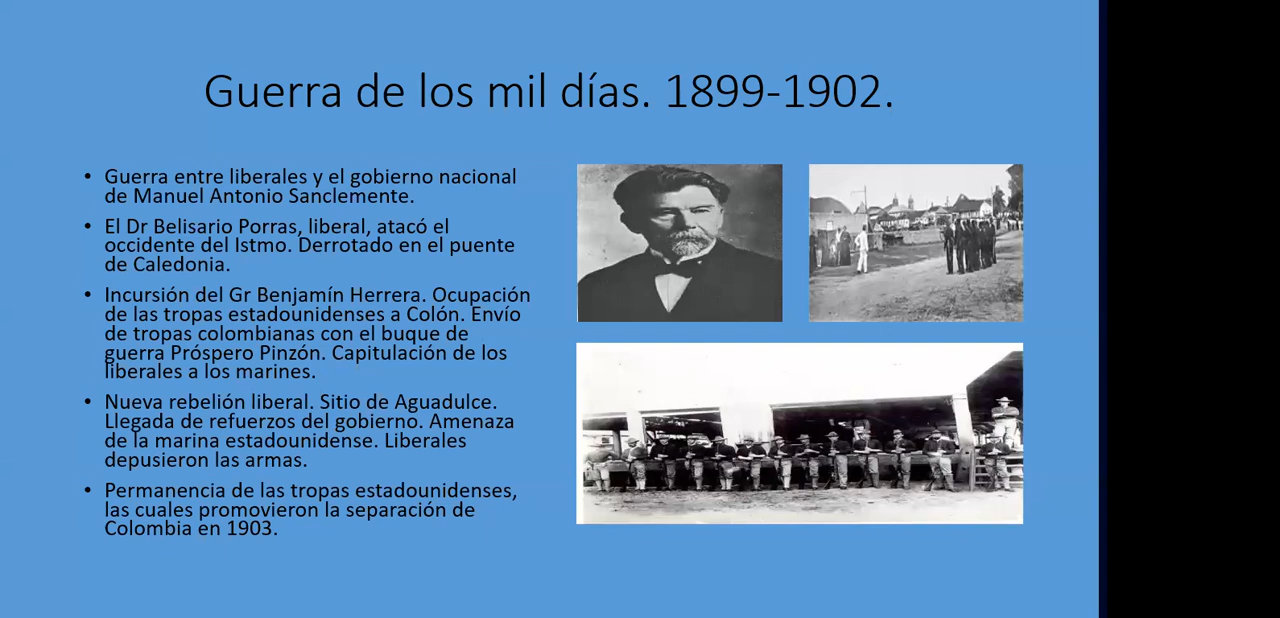 Guerra de los mil días. 1899-1902.
• Guerra entre liberales y el gobierno nacional
de Manuel Antonio Sanclemente.
• El Dr Belisario Porras, liberal, atacó el
occidente del Istmo. Derrotado en el puente
de Caledonia.
• Incursión del Gr Benjamín Herrera. Ocupación
de las tropas estadounidenses a Colón. Envío
de tropas colombianas con el buque de
guerra Próspero Pinzón. Capitulación de los
liberales a los marines.
• Nueva rebelión liberal. Sitio de Aguadulce.
Llegada de refuerzos del gobierno. Amenaza
de la marina estadounidense. Liberales
depusieron las armas.
• Permanencia de las tropas estadounidenses,
las cuales promovieron la separación de
Colombia en 1903.